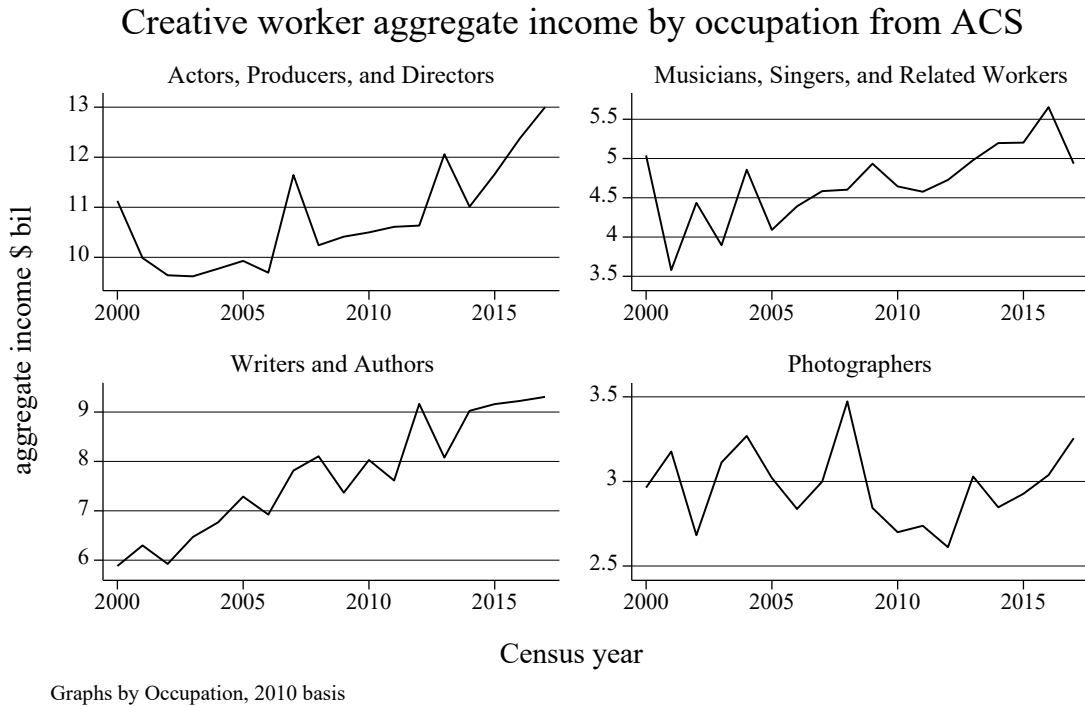 Creative worker aggregate income by occupation from ACS
Actors, Producers, and Directors
Musicians, Singers, and Related Workers
13
12
11
10
2000 2005 2010 2015
5.5
5
4.5
4
3.5
2000 2005 2010 2015
Writers and Authors
Photographers
9
8
7
6
2000 2005 2010 2015
3.5
3
2.5
2000 2005 2010 2015
aggregate income $ bil
Census year
Graphs by Occupation, 2010 basis